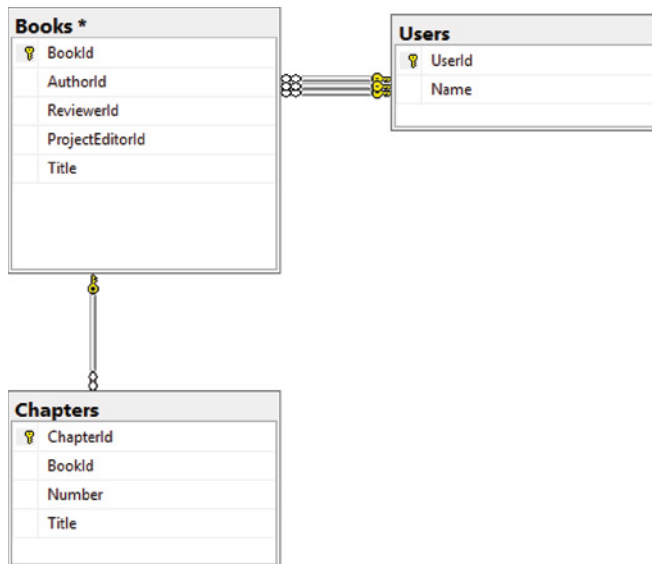 Books *
BookId
AuthorId
ReviewerId
ProjectEditorId
Title
Users
UserId
Name
Chapters
ChapterId
BookId
Number
Title